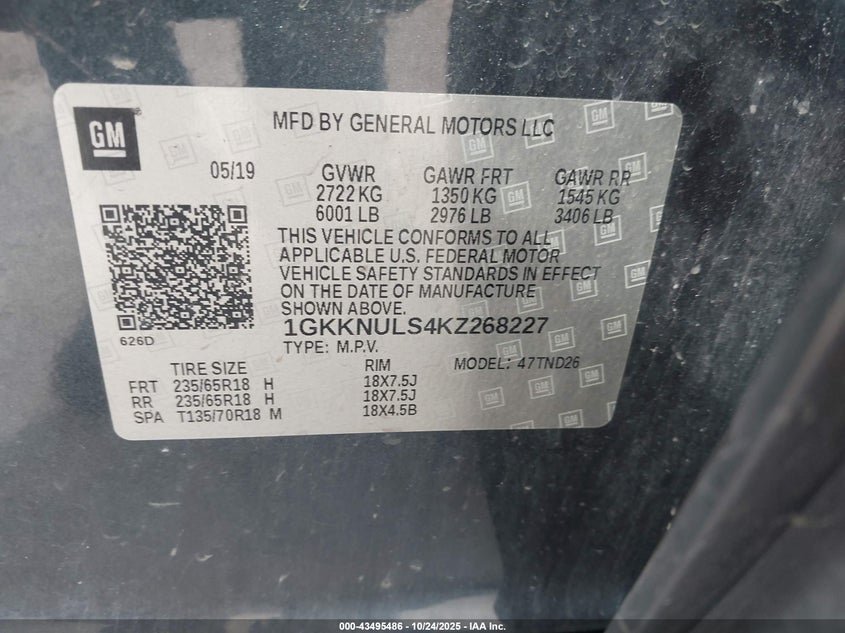 GM
MFD BY GENERAL MOTORS LLC
05/19 GVWR GAWR FRT GAWR RR
2722 KG 1350 KG 1545 KG
6001 LB 2976 LB 3406 LB
THIS VEHICLE CONFORMS TO ALL
APPLICABLE U.S. FEDERAL MOTOR
VEHICLE SAFETY STANDARDS IN EFFECT
ON THE DATE OF MANUFACTURE
SHOWN ABOVE.
626D
1GKKNULS4KZ268227
TYPE: M.P.V.
TIRE SIZE RIM MODEL: 47TND26
FRT 235/65R18 H 18X7.5J
RR 235/65R18 H 18X7.5J
SPA T135/70R18 M 18X4.5B
000-43495486 - 10/24/2025 - IAA Inc.